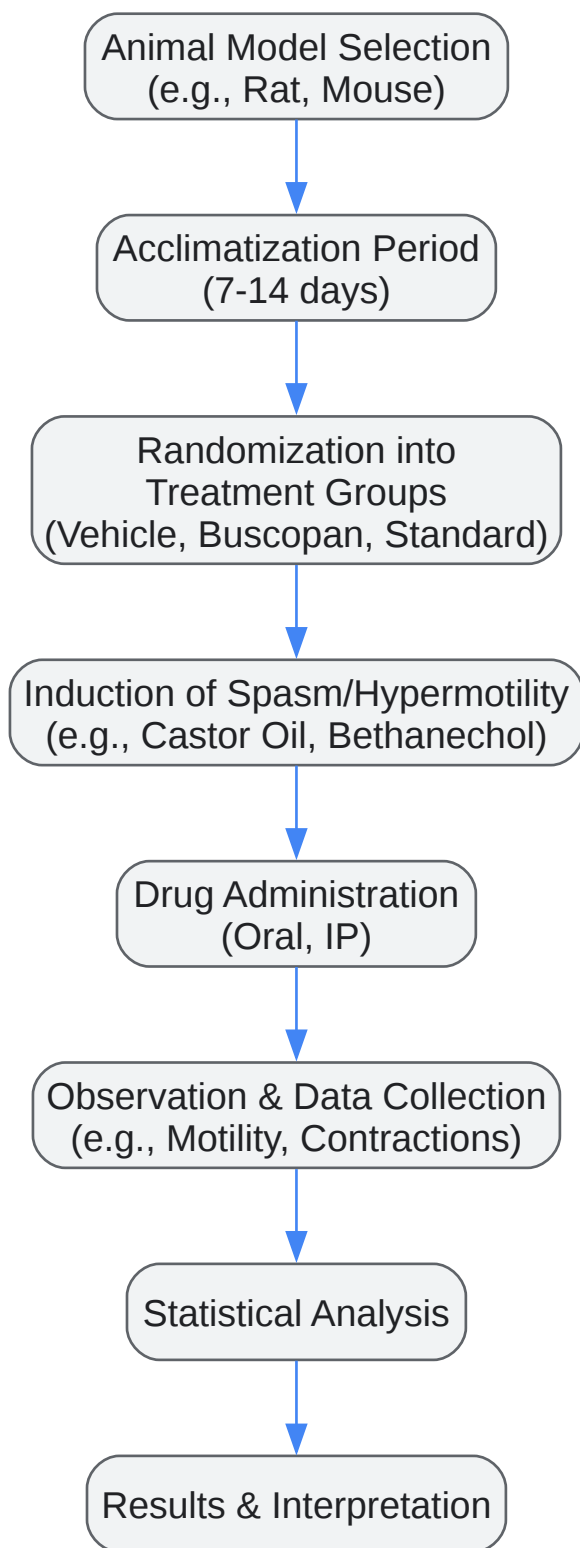 Animal Model Selection
(e.g., Rat, Mouse)
Acclimatization Period
(7-14 days)
Randomization into
Treatment Groups
(Vehicle, Buscopan, Standard)
Induction of Spasm/Hypermotility
(e.g., Castor Oil, Bethanechol)
Drug Administration
(Oral, IP)
Observation & Data Collection
(e.g., Motility, Contractions)
Statistical Analysis
Results & Interpretation